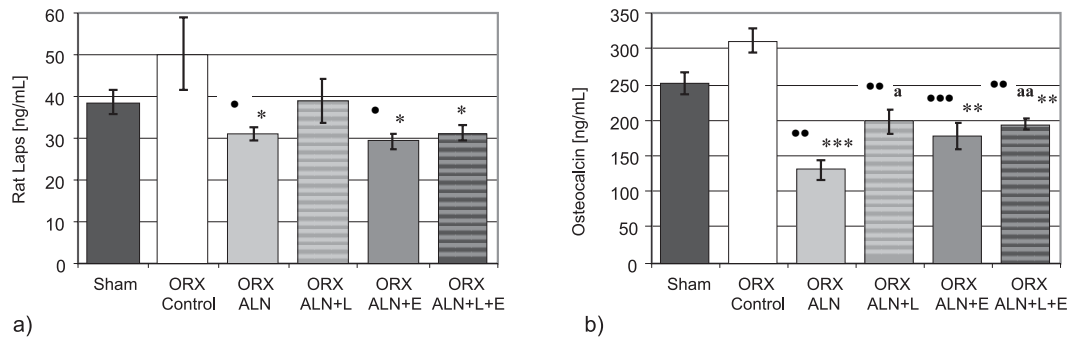 60
50
40
30
20
10
0
Rat Laps [ng/mL]
• * • * *
Sham ORX Control ORX ALN ORX ALN+L ORX ALN+E ORX ALN+L+E
a)
350
300
250
200
150
100
50
0
Osteocalcin [ng/mL]
•• *** •• a ••• ** •• aa **
Sham ORX Control ORX ALN ORX ALN+L ORX ALN+E ORX ALN+L+E
b)